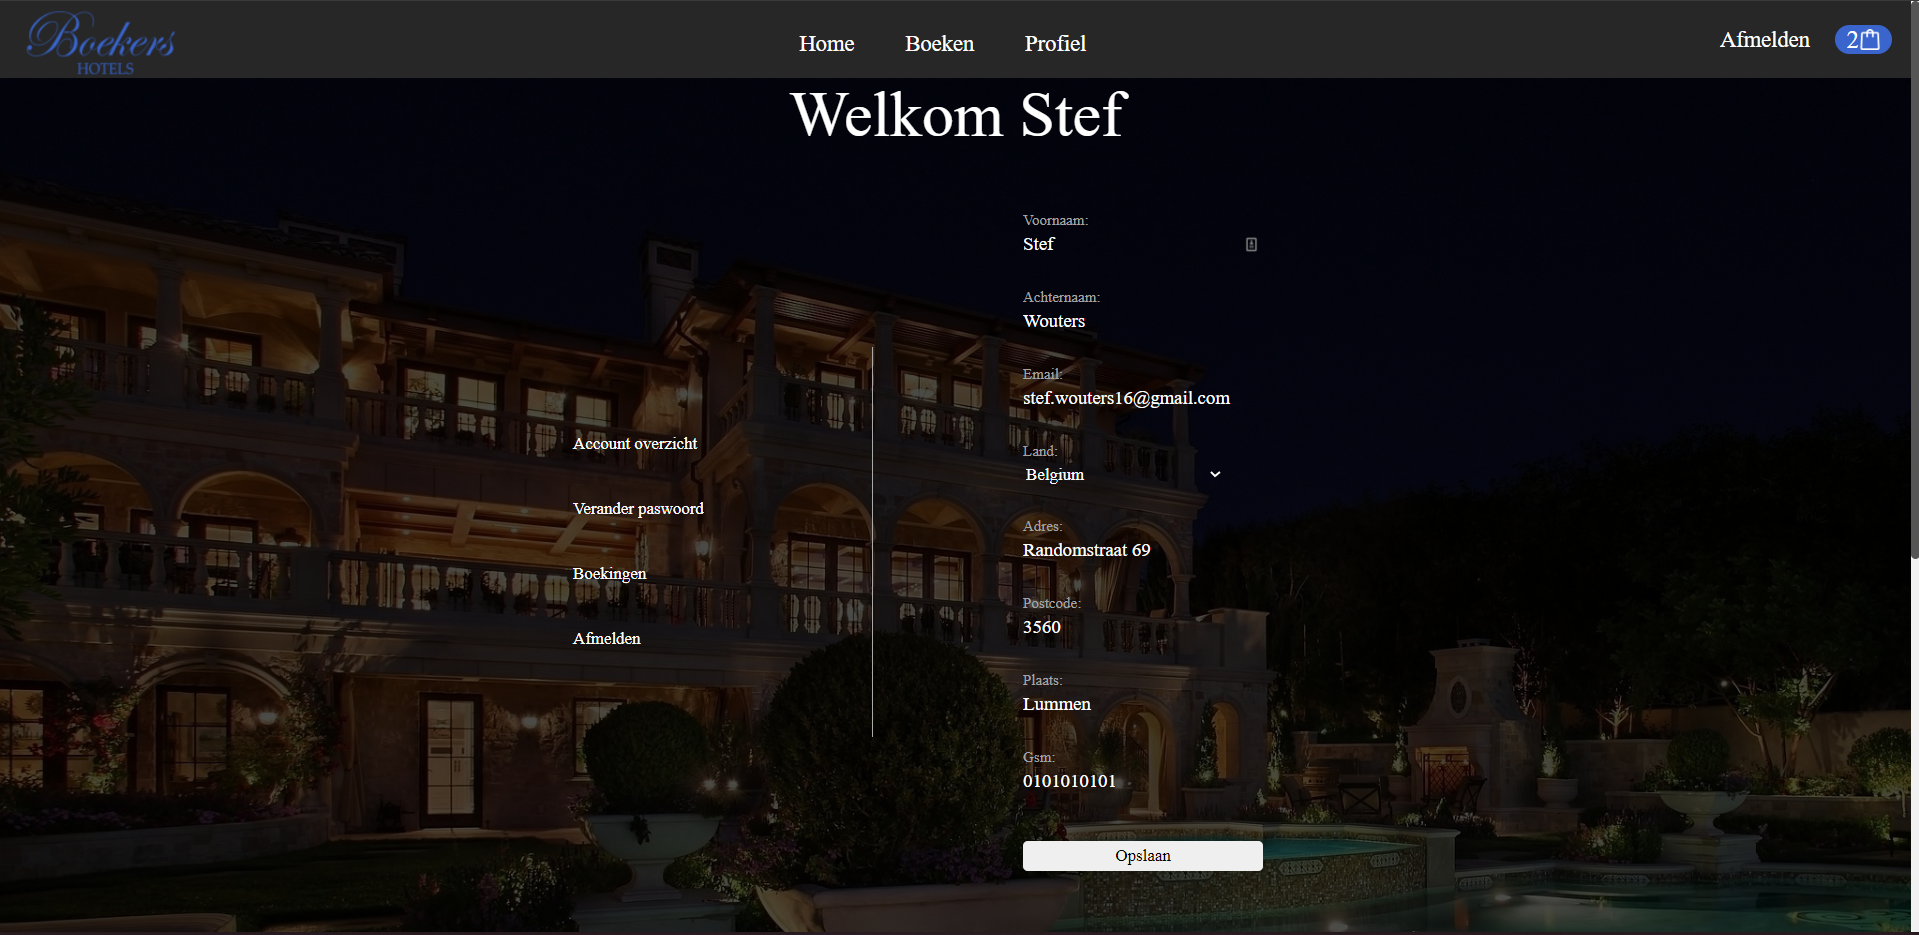 Boekers
HOTELS
Home
Boeken
Profiel
Afmelden
2
Welkom Stef
Account overzicht
Verander paswoord
Boekingen
Afmelden
Voornaam:
Stef
Achternaam:
Wouters
Email:
stef.wouters16@gmail.com
Land:
Belgium
Adres:
Randomstraat 69
Postcode:
3560
Plaats:
Lummen
Gsm:
0101010101
Opslaan